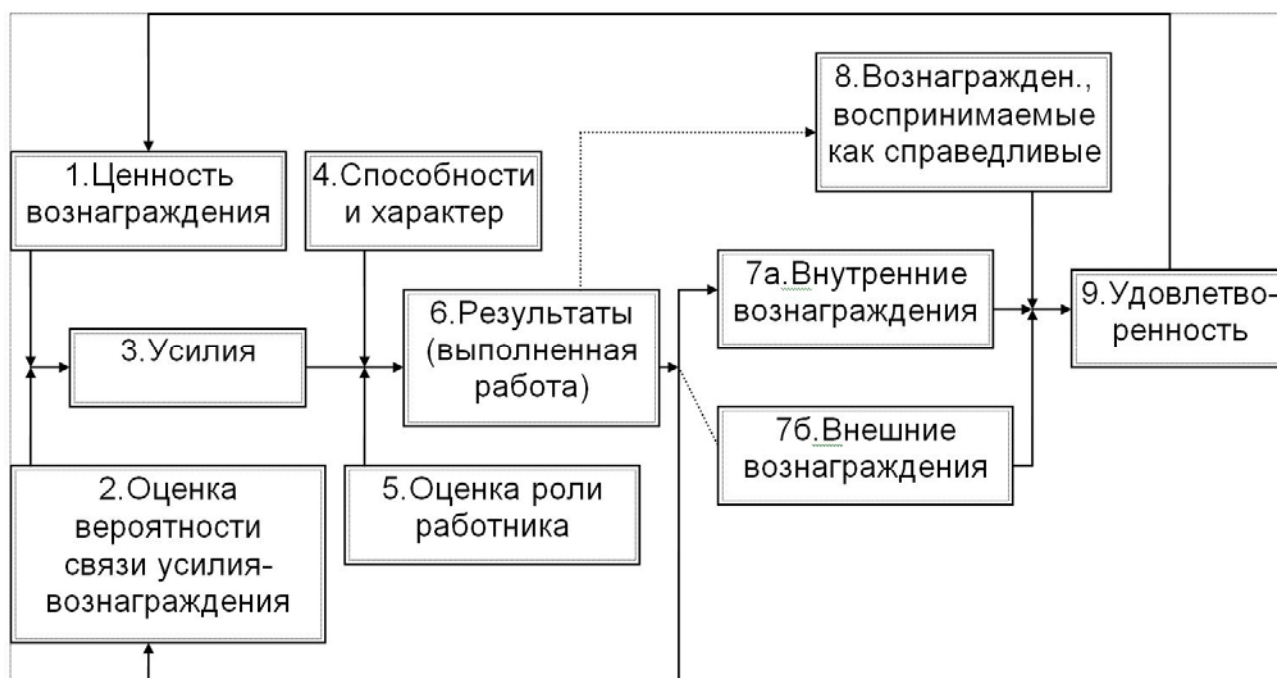 1.Ценность
вознаграждения
2.Оценка
вероятности
связи усилия-
вознаграждения
3.Усилия
4.Способности
и характер
5.Оценка роли
работника
6.Результаты
(выполненная
работа)
7а.Внутренние
вознаграждения
7б.Внешние
вознаграждения
8.Вознагражден.,
воспринимаемые
как справедливые
9.Удовлетво-
ренность